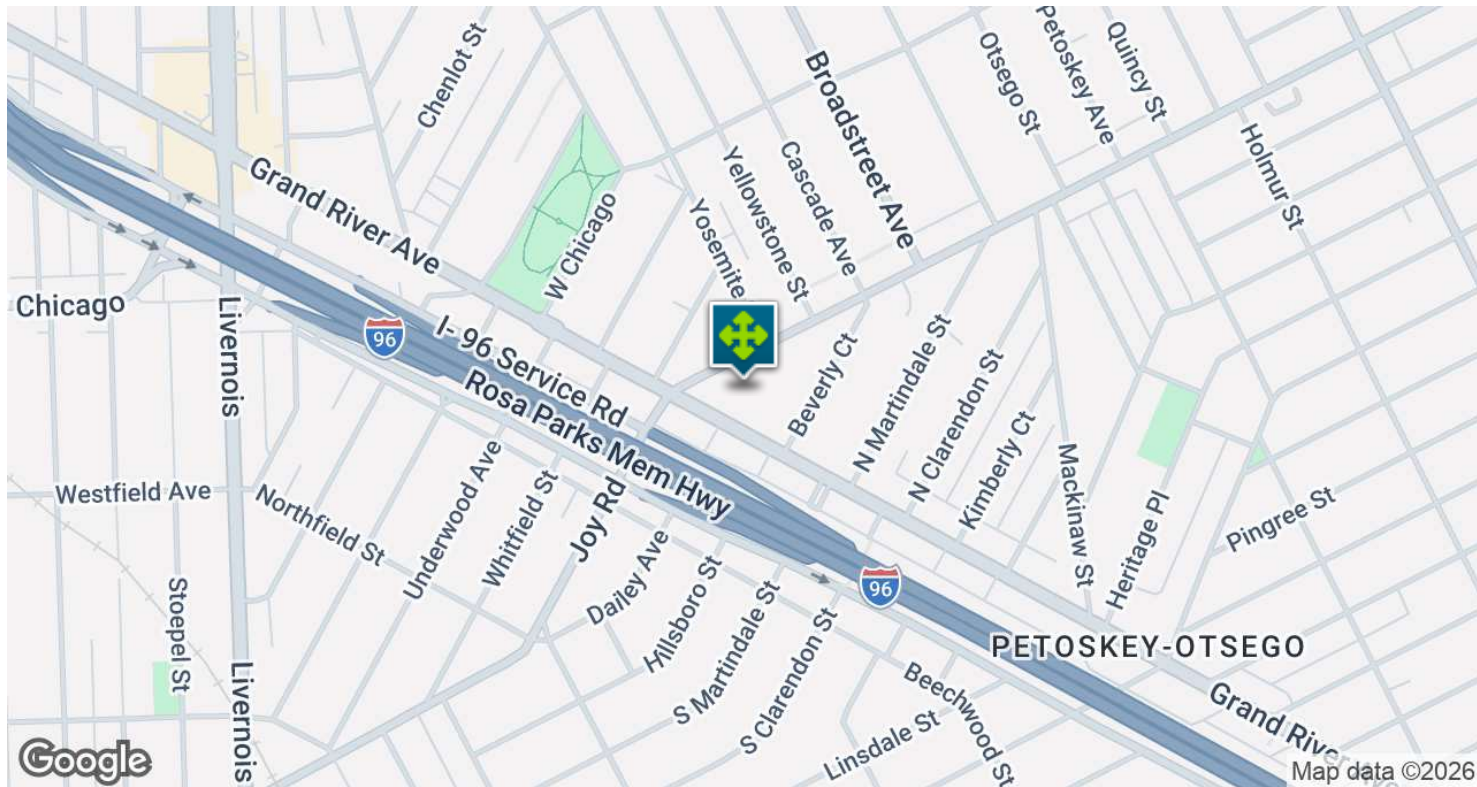 Chenlot St
Broadstreet Ave
Otsego St
Petoskey Ave
Quincy St
Holmur St
Grand River Ave
W Chicago
Yosemite
Yellowstone St
Cascade Ave
Chicago
Livernois
96
I- 96 Service Rd
Rosa Parks Mem Hwy
Beverly Ct
N Martindale St
N Clarendon St
Kimberly Ct
Mackinaw St
Heritage Pl
Pingree St
Westfield Ave
Northfield St
Underwood Ave
Whitfield St
Joy Rd
Dailey Ave
Hillsboro St
S Martindale St
S Clarendon St
96
Stoepel St
Livernois
PETOSKEY-OTSEGO
Beechwood St
Linsdale St
Grand River Ave
Google
Map data ©2026